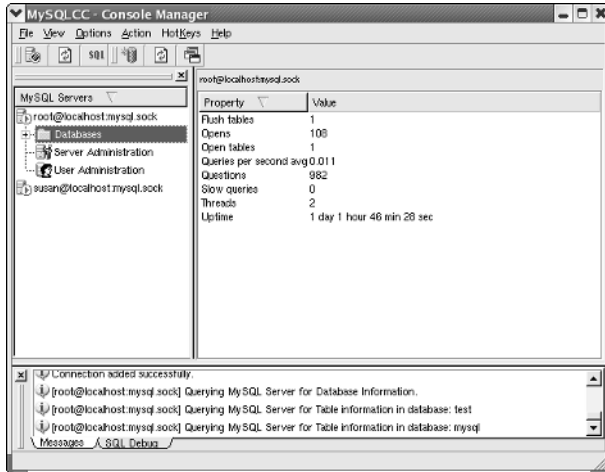 MySQLCC - Console Manager
File View Options Action HotKeys Help
SQL
MySQL Servers
root@localhost:mysql.sock
Databases
Server Administration
User Administration
susan@localhost:mysql.sock
root@localhost:mysql.sock
Property Value
Flush tables 1
Opens 108
Open tables 1
Queries per second avg 0.011
Questions 982
Slow queries 0
Threads 2
Uptime 1 day 1 hour 46 min 28 sec
Connection added successfully.
[root@localhost:mysql.sock] Querying MySQL Server for Database Information.
[root@localhost:mysql.sock] Querying MySQL Server for Table information in database: test
[root@localhost:mysql.sock] Querying MySQL Server for Table information in database: mysql
Messages SQL Debug